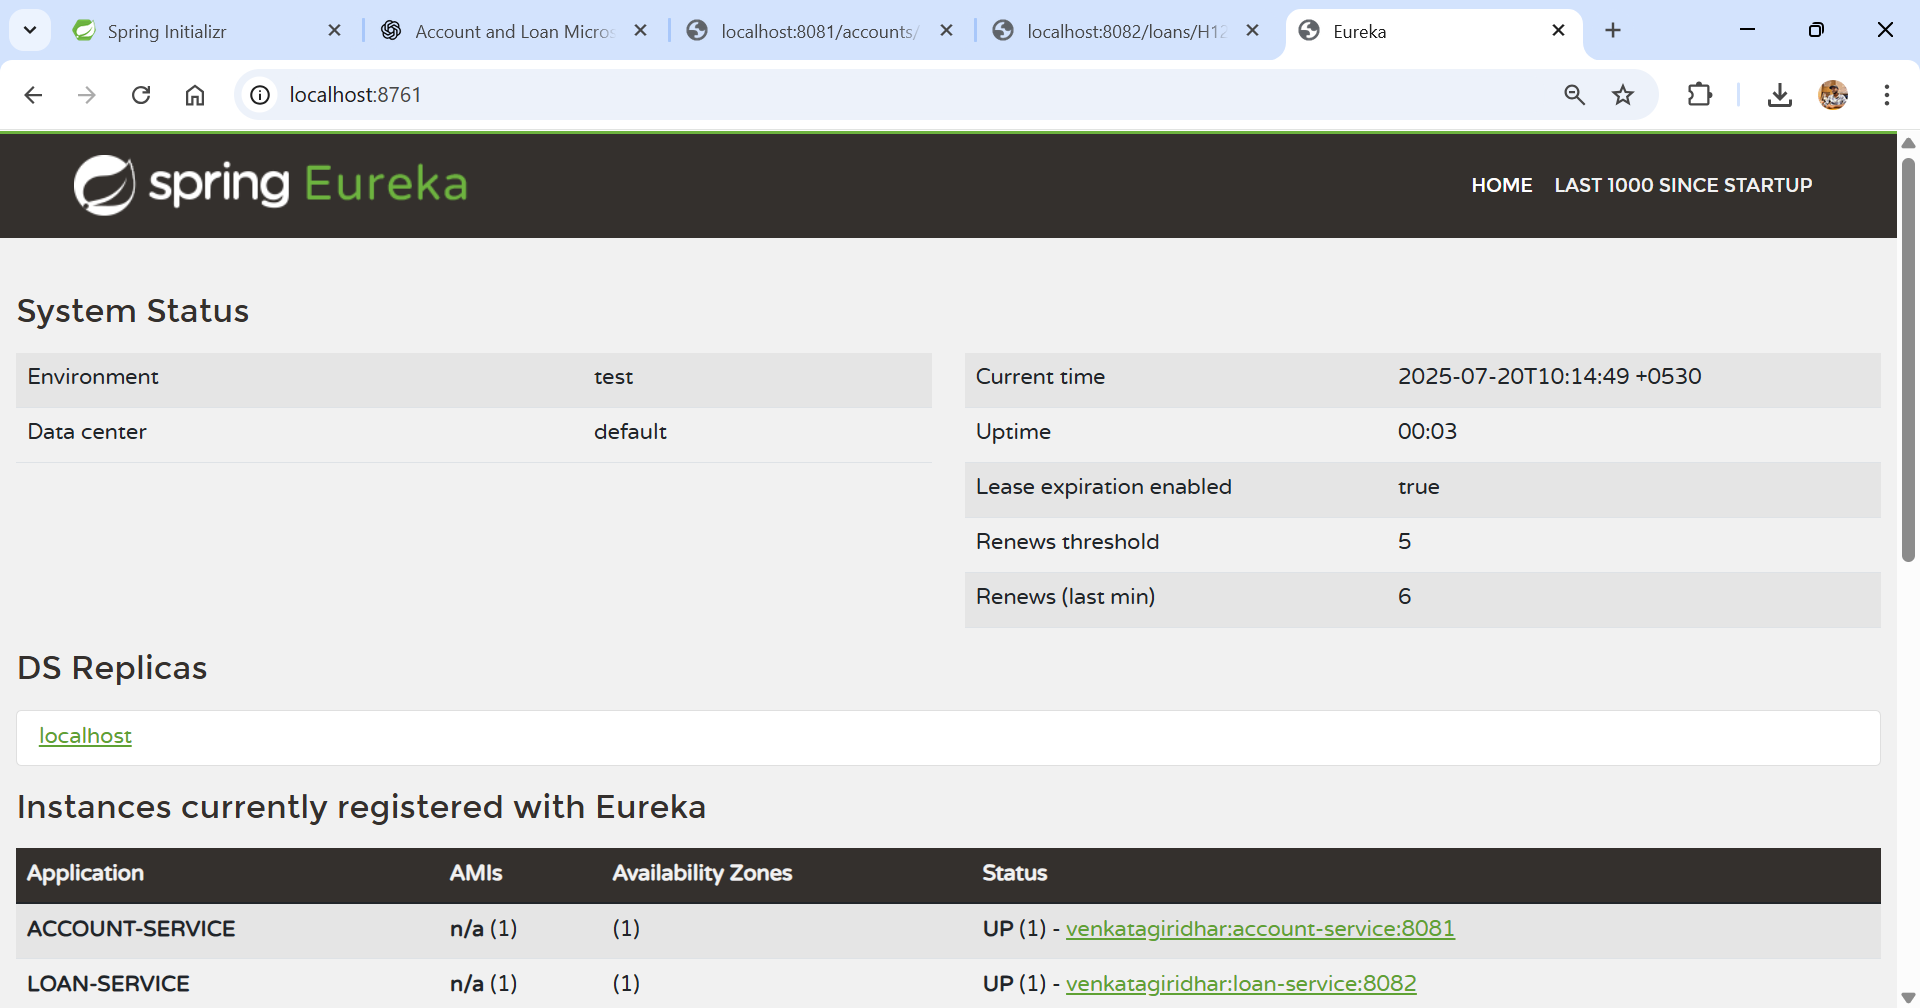 Spring Initializr
Account and Loan Micros
localhost:8081/accounts/
localhost:8082/loans/H12
Eureka
localhost:8761
spring Eureka
HOME LAST 1000 SINCE STARTUP
System Status
Environment test
Data center default
Current time 2025-07-20T10:14:49 +0530
Uptime 00:03
Lease expiration enabled true
Renews threshold 5
Renews (last min) 6
DS Replicas
localhost
Instances currently registered with Eureka
Application AMIs Availability Zones Status
ACCOUNT-SERVICE n/a (1) (1) UP (1) - venkatagiridhar:account-service:8081
LOAN-SERVICE n/a (1) (1) UP (1) - venkatagiridhar:loan-service:8082